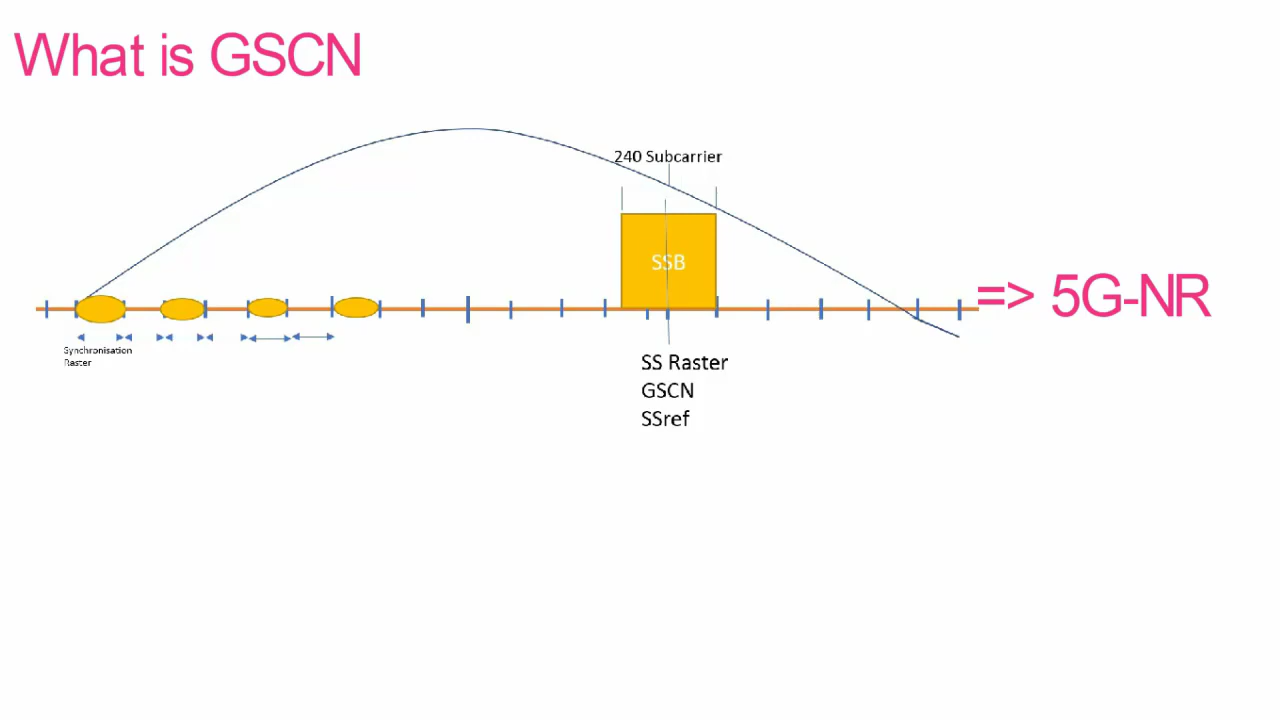 What is GSCN
240 Subcarrier
SSB
=> 5G-NR
Synchronisation
Raster
SS Raster
GSCN
SSref